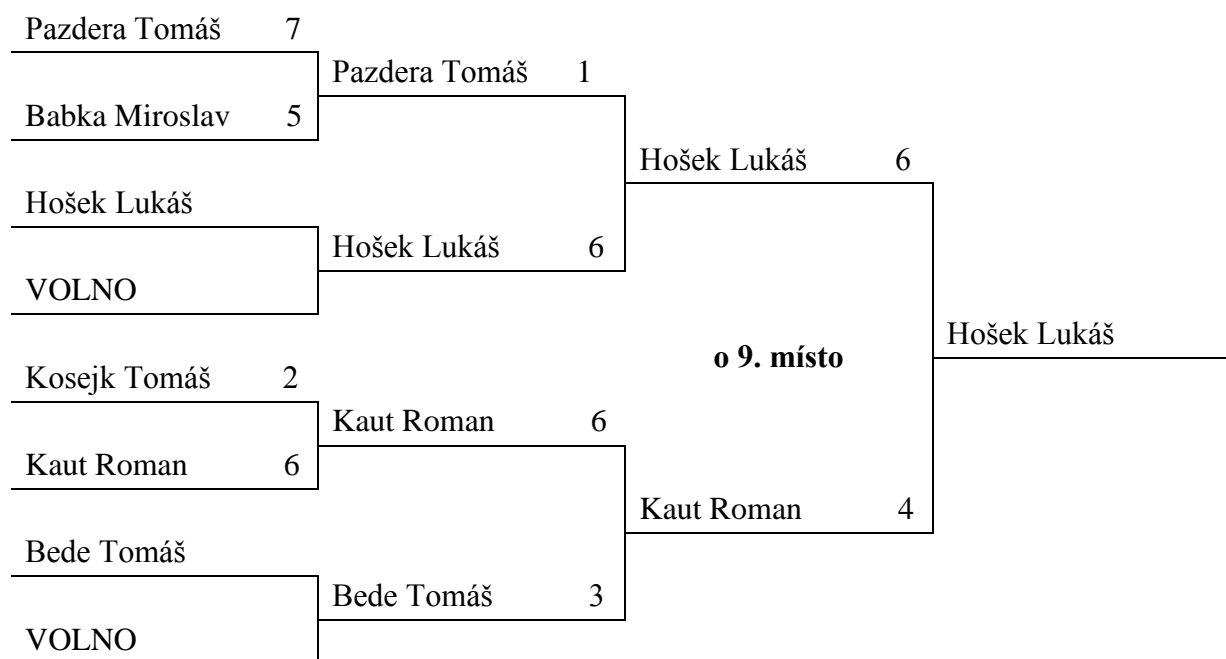 Pazdera Tomáš 7
Pazdera Tomáš 1
Babka Miroslav 5
Hošek Lukáš 6
Hošek Lukáš
Hošek Lukáš 6
VOLNO
Hošek Lukáš
o 9. místo
Kosejk Tomáš 2
Kaut Roman 6
Kaut Roman 6
Kaut Roman 4
Bede Tomáš
Bede Tomáš 3
VOLNO